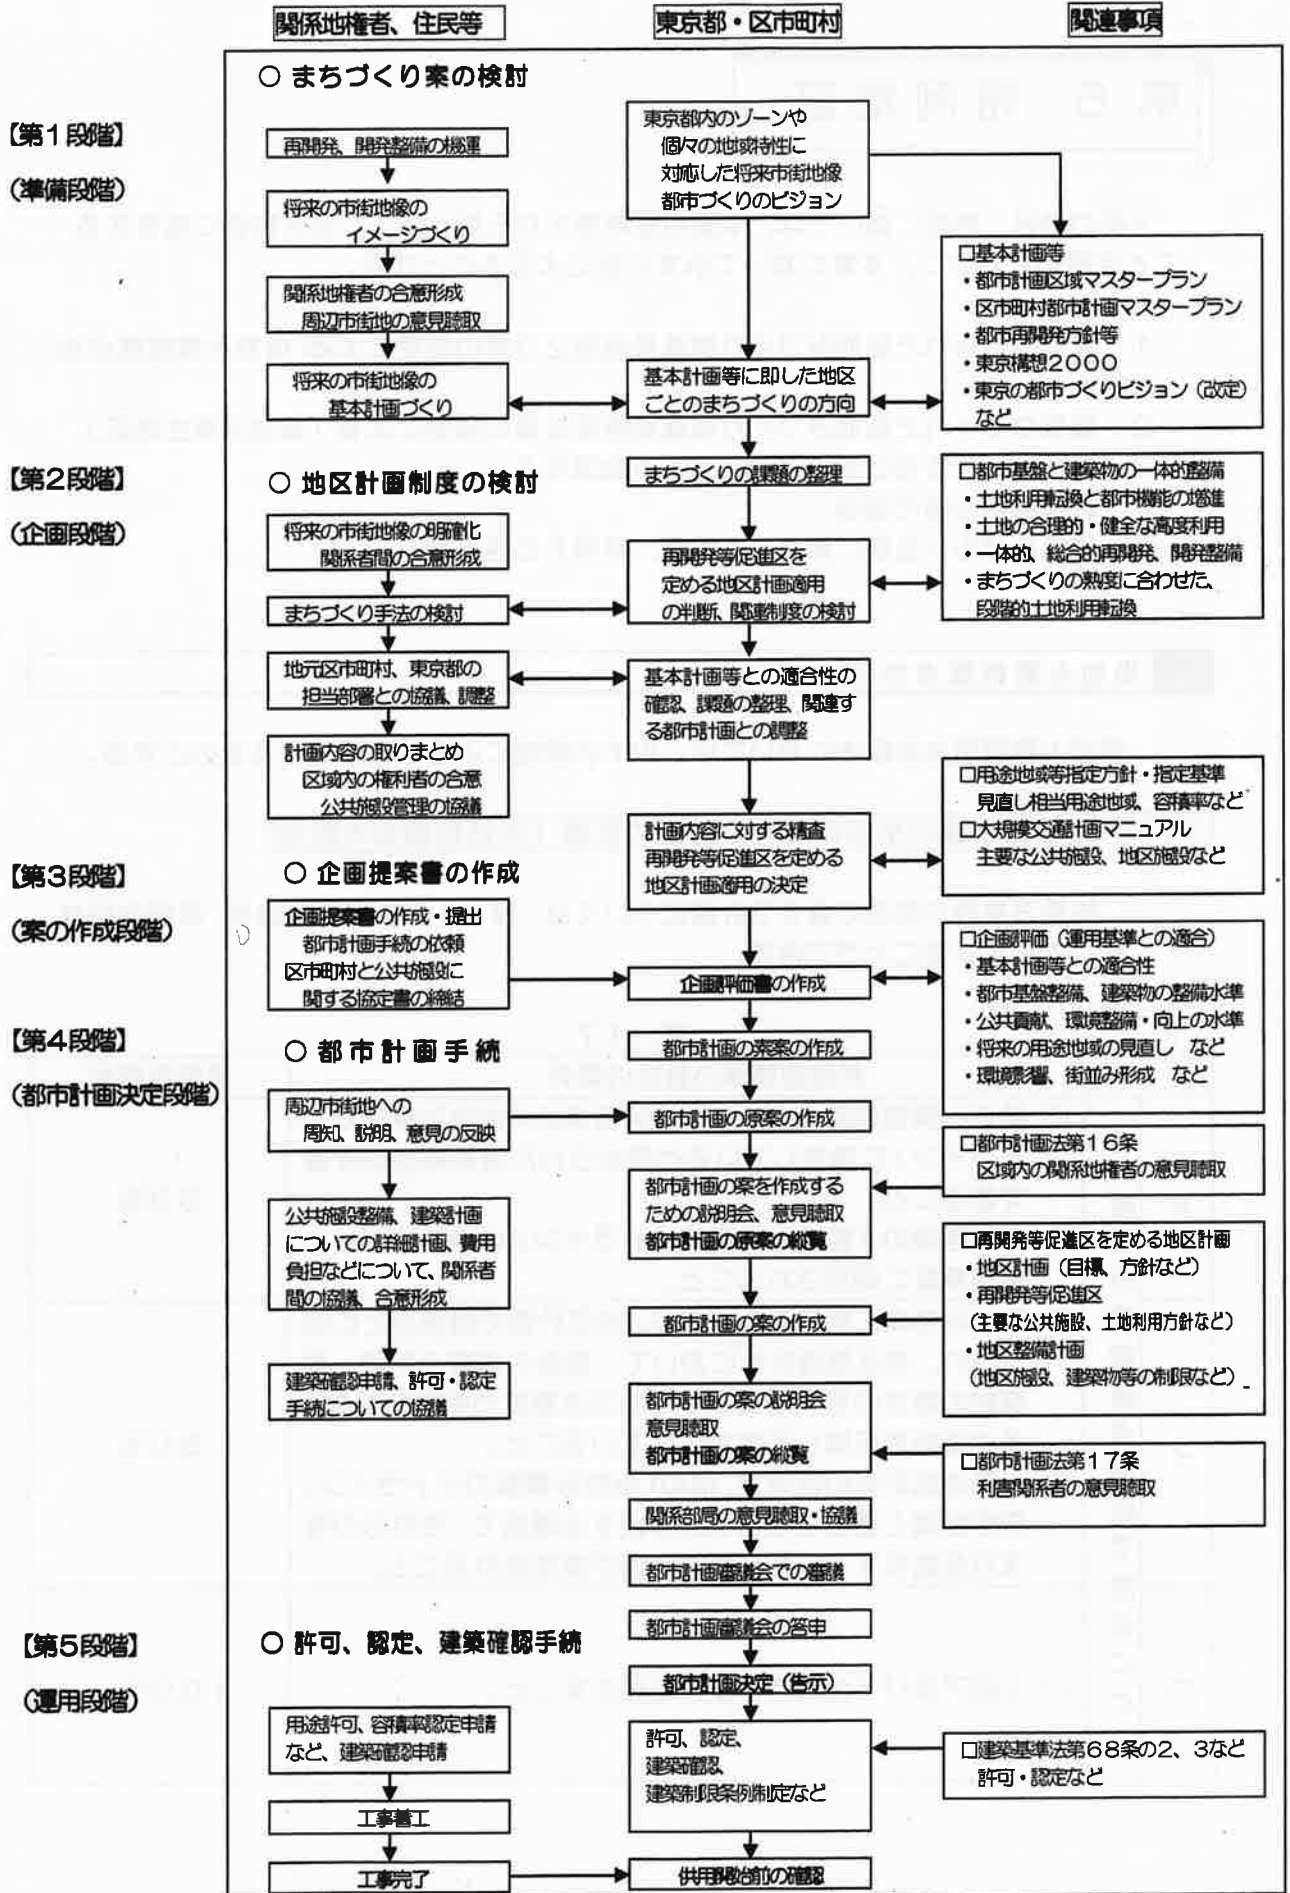 関係地権者、住民等
東京都・区市町村
関連事項
【第1段階】
(準備段階)
○ まちづくり案の検討
再開発、開発整備の機運
将来の市街地像の
イメージづくり
関係地権者の合意形成
周辺市街地の意見聴取
将来の市街地像の
基本計画づくり
東京都内のゾーンや
個々の地域特性に
対応した将来市街地像
都市づくりのビジョン
基本計画等に即した地区
ごとのまちづくりの方向
□基本計画等
・都市計画区域マスタープラン
・区市町村都市計画マスタープラン
・都市再開発方針等
・東京構想2000
・東京の都市づくりビジョン(改定)
など
【第2段階】
(企画段階)
○ 地区計画制度の検討
将来の市街地像の明確化
関係者間の合意形成
まちづくり手法の検討
地元区市町村、東京都の
担当部署との協議、調整
計画内容の取りまとめ
区域内の権利者の合意
公共施設管理の協議
まちづくりの課題の整理
再開発等促進区を
定める地区計画適用
の判断、関連制度の検討
基本計画等との適合性の
確認、課題の整理、関連す
る都市計画との調整
計画内容に対する精査
再開発等促進区を定める
地区計画適用の決定
□都市基盤と建築物の一体的整備
・土地利用転換と都市機能の増進
・土地の合理的・健全な高度利用
・一体的、総合的再開発、開発整備
・まちづくりの熟度に合わせた、
段階的土地利用転換
□用途地域等指定方針・指定基準
見直し相当用途地域、容積率など
□大規模交通計画マニュアル
主要な公共施設、地区施設など
【第3段階】
(案の作成段階)
○ 企画提案書の作成
企画提案書の作成・提出
都市計画手続の依頼
区市町村と公共施設に
関する協定書の締結
企画評価書の作成
都市計画の素案の作成
□企画評価(運用基準との適合)
・基本計画等との適合性
・都市基盤整備、建築物の整備水準
・公共貢献、環境整備・向上の水準
・将来の用途地域の見直し など
・環境影響、街並み形成 など
【第4段階】
(都市計画決定段階)
○ 都市計画手続
周辺市街地への
周知、説明、意見の反映
公共施設整備、建築計画
についての詳細計画、費用
負担などについて、関係者
間の協議、合意形成
建築確認申請、許可・認定
手続についての協議
都市計画の原案の作成
都市計画の案を作成する
ための説明会、意見聴取
都市計画の原案の縦覧
都市計画の案の作成
都市計画の案の説明会
意見聴取
都市計画の案の縦覧
関係部局の意見聴取・協議
都市計画審議会での審議
都市計画審議会の答申
都市計画決定(告示)
□都市計画法第16条
区域内の関係地権者の意見聴取
□再開発等促進区を定める地区計画
・地区計画(目標、方針など)
・再開発等促進区
(主要な公共施設、土地利用方針など)
・地区整備計画
(地区施設、建築物等の制限など)
□都市計画法第17条
利害関係者の意見聴取
【第5段階】
(運用段階)
○ 許可、認定、建築確認手続
用途許可、容積率認定申請
など、建築確認申請
工事着工
工事完了
許可、認定、
建築確認、
建築制限条例制定など
供用開始前の確認
□建築基準法第68条の2、3など
許可・認定など